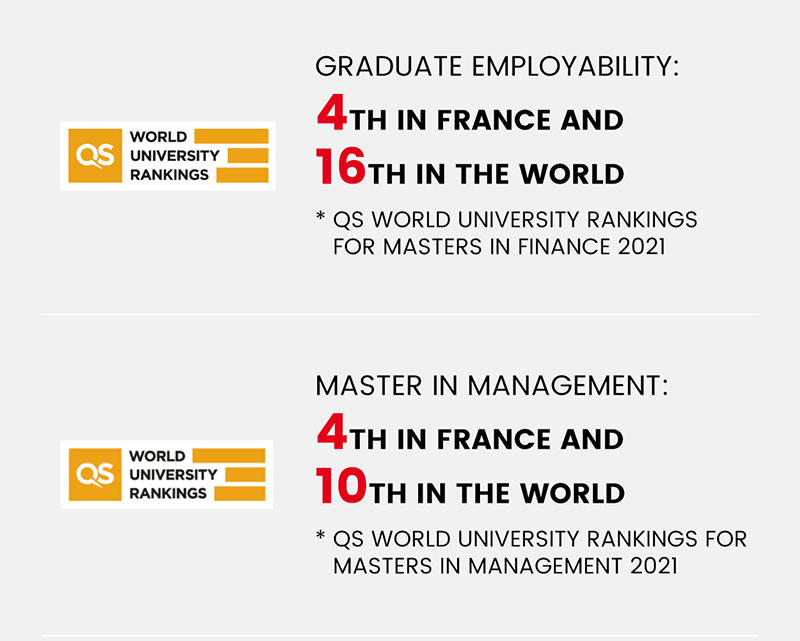 GRADUATE EMPLOYABILITY:
4TH IN FRANCE AND
16TH IN THE WORLD
* QS WORLD UNIVERSITY RANKINGS
FOR MASTERS IN FINANCE 2021
QS
WORLD
UNIVERSITY
RANKINGS
MASTER IN MANAGEMENT:
4TH IN FRANCE AND
10TH IN THE WORLD
* QS WORLD UNIVERSITY RANKINGS FOR
MASTERS IN MANAGEMENT 2021
QS
WORLD
UNIVERSITY
RANKINGS